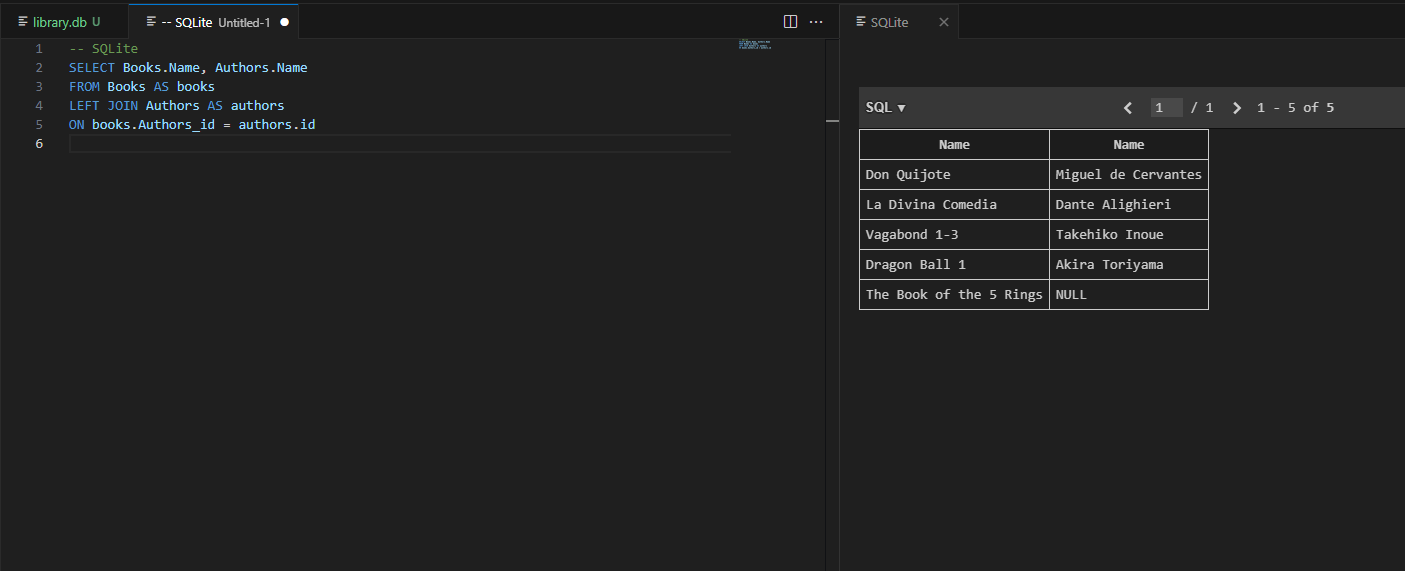 library.db U
-- SQLite Untitled-1
SQLite
1 -- SQLite
2 SELECT Books.Name, Authors.Name
3 FROM Books AS books
4 LEFT JOIN Authors AS authors
5 ON books.Authors_id = authors.id
6
SQL ▾ 1 / 1 1 - 5 of 5
Name Name
Don Quijote Miguel de Cervantes
La Divina Comedia Dante Alighieri
Vagabond 1-3 Takehiko Inoue
Dragon Ball 1 Akira Toriyama
The Book of the 5 Rings NULL